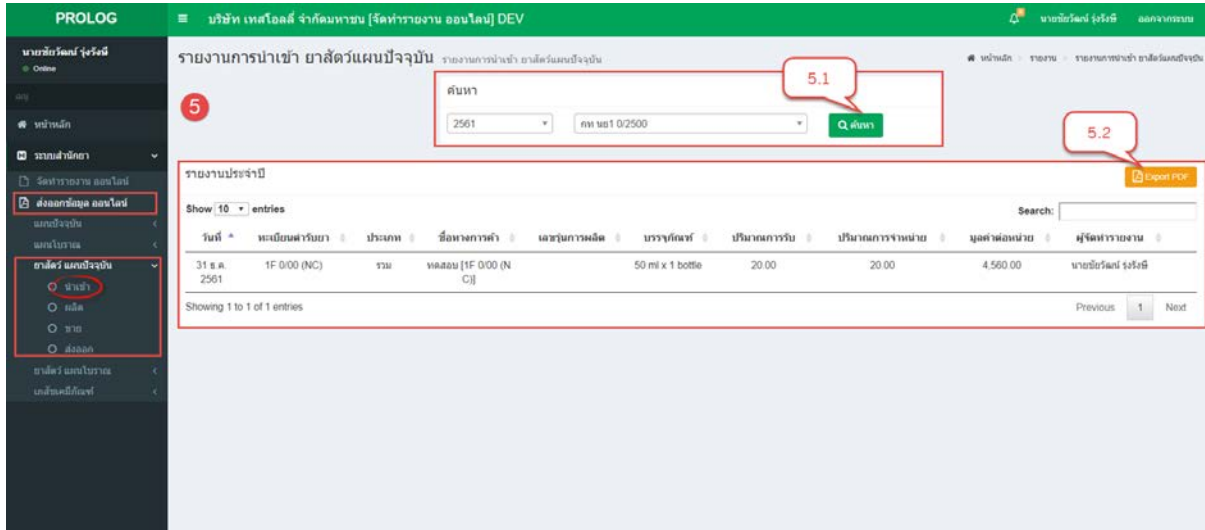 PROLOG
บริษัท เทสโอลลี่ จำกัดมหาชน [จัดทำรายงาน ออนไลน์] DEV
นายชัยวัฒน์ รุ่งรังษี
ออกจากระบบ
นายชัยวัฒน์ รุ่งรังษี
Online
เมนู
หน้าหลัก
ระบบสำนักยา
จัดทำรายงาน ออนไลน์
ส่งออกข้อมูล ออนไลน์
แผนปัจจุบัน
แผนโบราณ
ยาสัตว์ แผนปัจจุบัน
นำเข้า
ผลิต
ขาย
ส่งออก
ยาสัตว์ แผนโบราณ
เภสัชเคมีภัณฑ์
รายงานการนำเข้า ยาสัตว์แผนปัจจุบัน รายงานการนำเข้า ยาสัตว์แผนปัจจุบัน
หน้าหลัก > รายงาน > รายงานการนำเข้า ยาสัตว์แผนปัจจุบัน
5
ค้นหา
5.1
2561 กท นย1 0/2500 ค้นหา
5.2
รายงานประจำปี
Export PDF
Show 10 entries
Search:
วันที่ ทะเบียนตำรับยา ประเภท ชื่อทางการค้า เลขรุ่นการผลิต บรรจุภัณฑ์ ปริมาณการรับ ปริมาณการจำหน่าย มูลค่าต่อหน่วย ผู้จัดทำรายงาน
31 ธ.ค. 1F 0/00 (NC) รวม ทดสอบ [1F 0/00 (N 50 ml x 1 bottle 20.00 20.00 4,560.00 นายชัยวัฒน์ รุ่งรังษี
2561 C)]
Showing 1 to 1 of 1 entries
Previous 1 Next